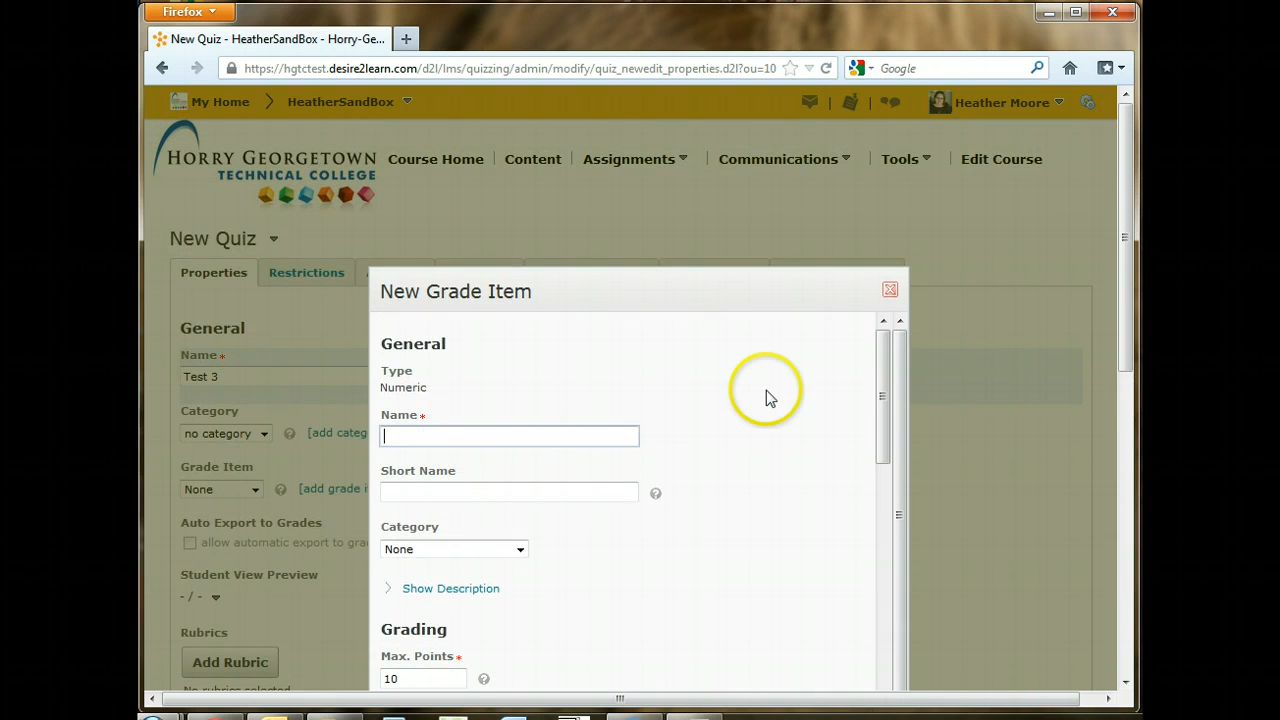 Firefox
New Quiz - HeatherSandBox - Horry-Ge...
https://hgtctest.desire2learn.com/d2l/lms/quizzing/admin/modify/quiz_newedit_properties.d2l?ou=10
Google
My Home
HeatherSandBox
Heather Moore
HORRY GEORGETOWN
TECHNICAL COLLEGE
Course Home
Content
Assignments
Communications
Tools
Edit Course
New Quiz
Properties
Restrictions
General
Name *
Test 3
Category
no category
[add categ
Grade Item
None
[add grade i
Auto Export to Grades
allow automatic export to gra
Student View Preview
- / -
Rubrics
Add Rubric
No rubrics selected
New Grade Item
General
Type
Numeric
Name *
Short Name
Category
None
Show Description
Grading
Max. Points *
10